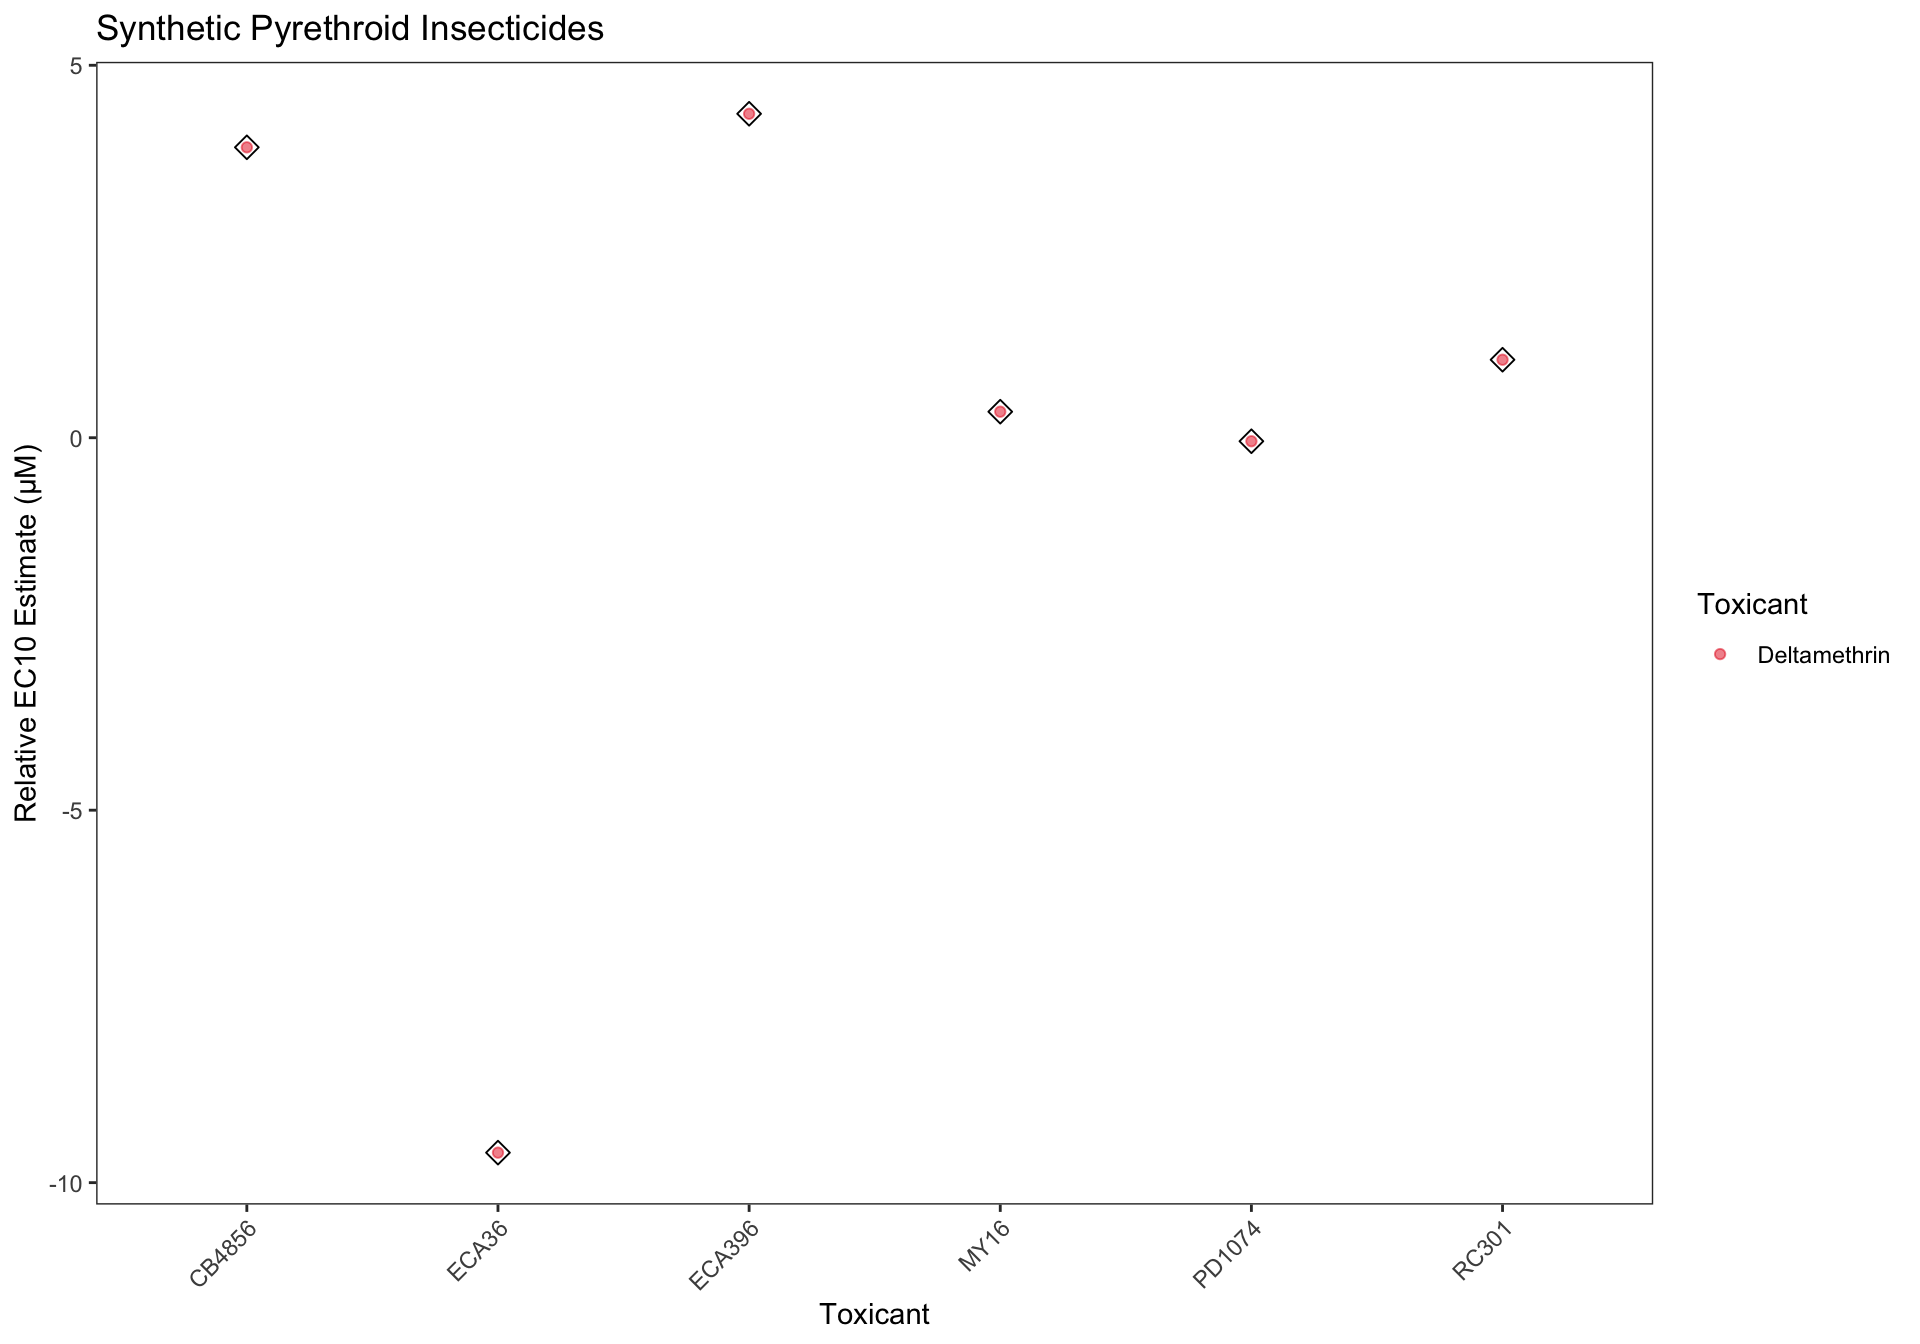 Synthetic Pyrethroid Insecticides
Relative EC10 Estimate (µM)
5
0
-5
-10
CB4856
ECA36
ECA396
MY16
PD1074
RC301
Toxicant
Toxicant
Deltamethrin